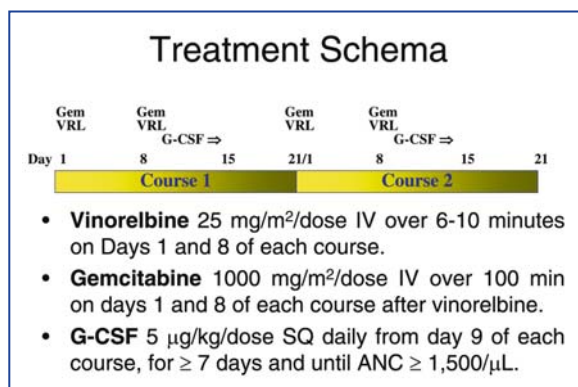 Treatment Schema
Gem Gem Gem Gem
VRL VRL VRL VRL
G-CSF ⇒ G-CSF ⇒
Day 1 8 15 21/1 8 15 21
Course 1 Course 2
• Vinorelbine 25 mg/m²/dose IV over 6-10 minutes
on Days 1 and 8 of each course.
• Gemcitabine 1000 mg/m²/dose IV over 100 min
on days 1 and 8 of each course after vinorelbine.
• G-CSF 5 µg/kg/dose SQ daily from day 9 of each
course, for ≥ 7 days and until ANC ≥ 1,500/µL.